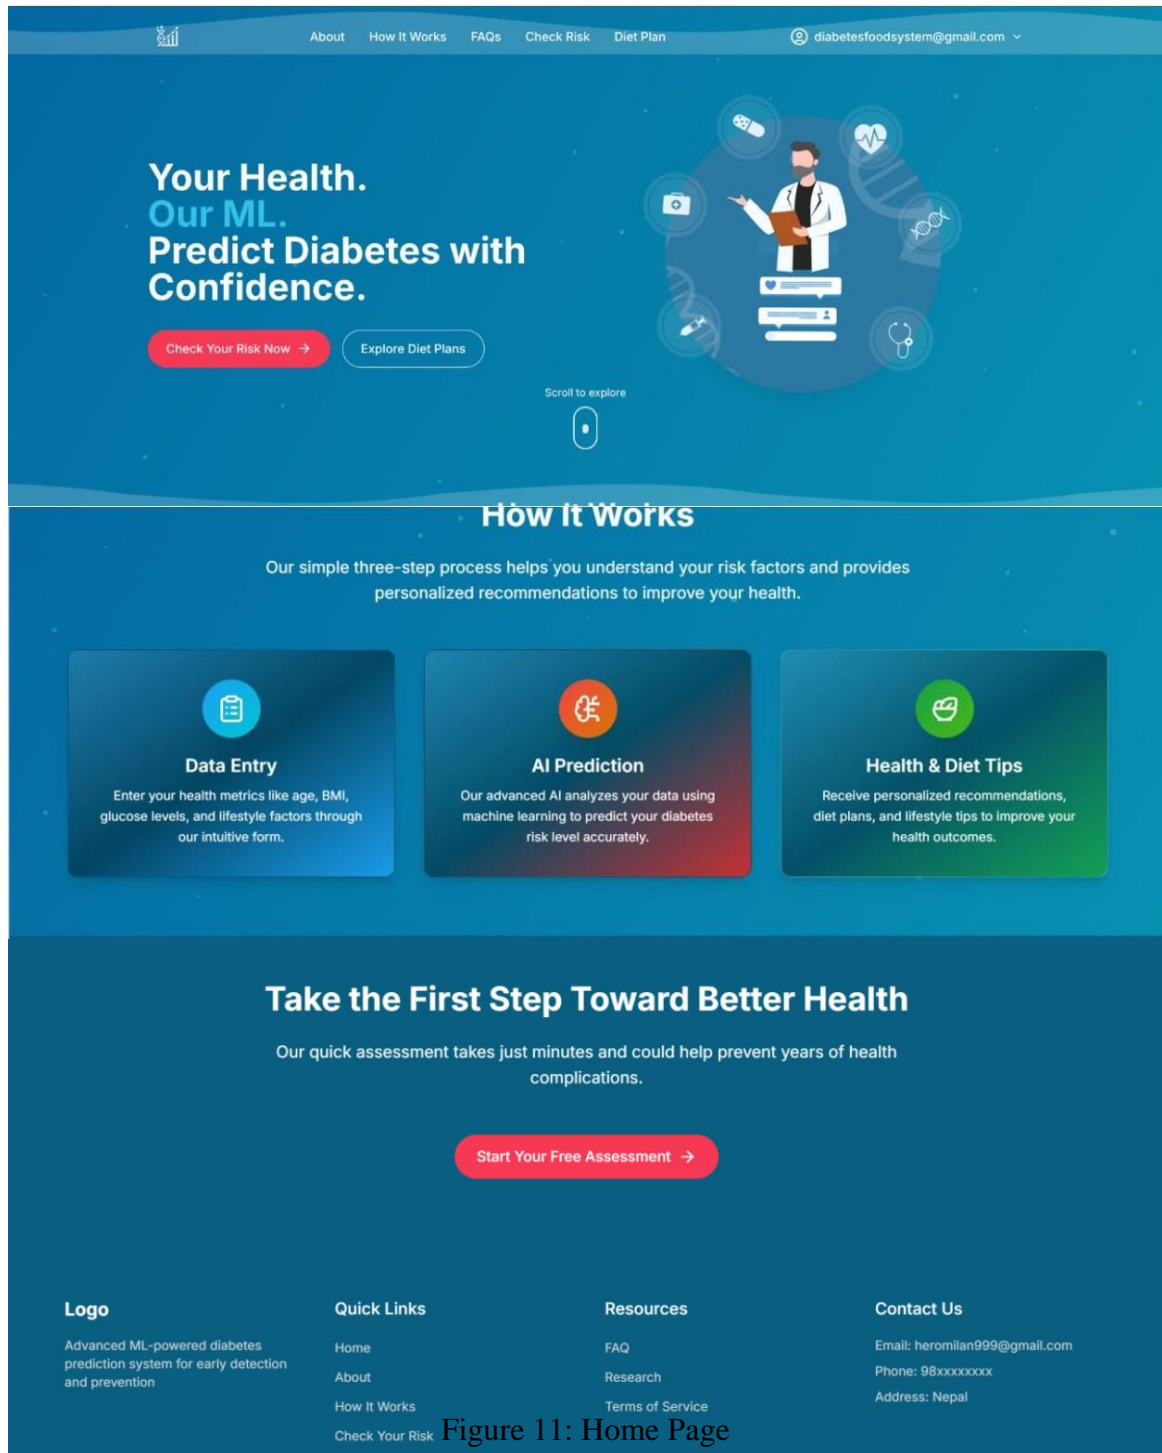 About How It Works FAQs Check Risk Diet Plan diabetesfoodsystem@gmail.com
Your Health.
Our ML.
Predict Diabetes with
Confidence.
Check Your Risk Now → Explore Diet Plans
Scroll to explore
How It Works
Our simple three-step process helps you understand your risk factors and provides
personalized recommendations to improve your health.
Data Entry
Enter your health metrics like age, BMI,
glucose levels, and lifestyle factors through
our intuitive form.
AI Prediction
Our advanced AI analyzes your data using
machine learning to predict your diabetes
risk level accurately.
Health & Diet Tips
Receive personalized recommendations,
diet plans, and lifestyle tips to improve your
health outcomes.
Take the First Step Toward Better Health
Our quick assessment takes just minutes and could help prevent years of health
complications.
Start Your Free Assessment →
Logo
Advanced ML-powered diabetes
prediction system for early detection
and prevention
Quick Links
Home
About
How It Works
Check Your Risk
Resources
FAQ
Research
Terms of Service
Contact Us
Email: heromilan999@gmail.com
Phone: 98xxxxxxxx
Address: Nepal
Figure 11: Home Page